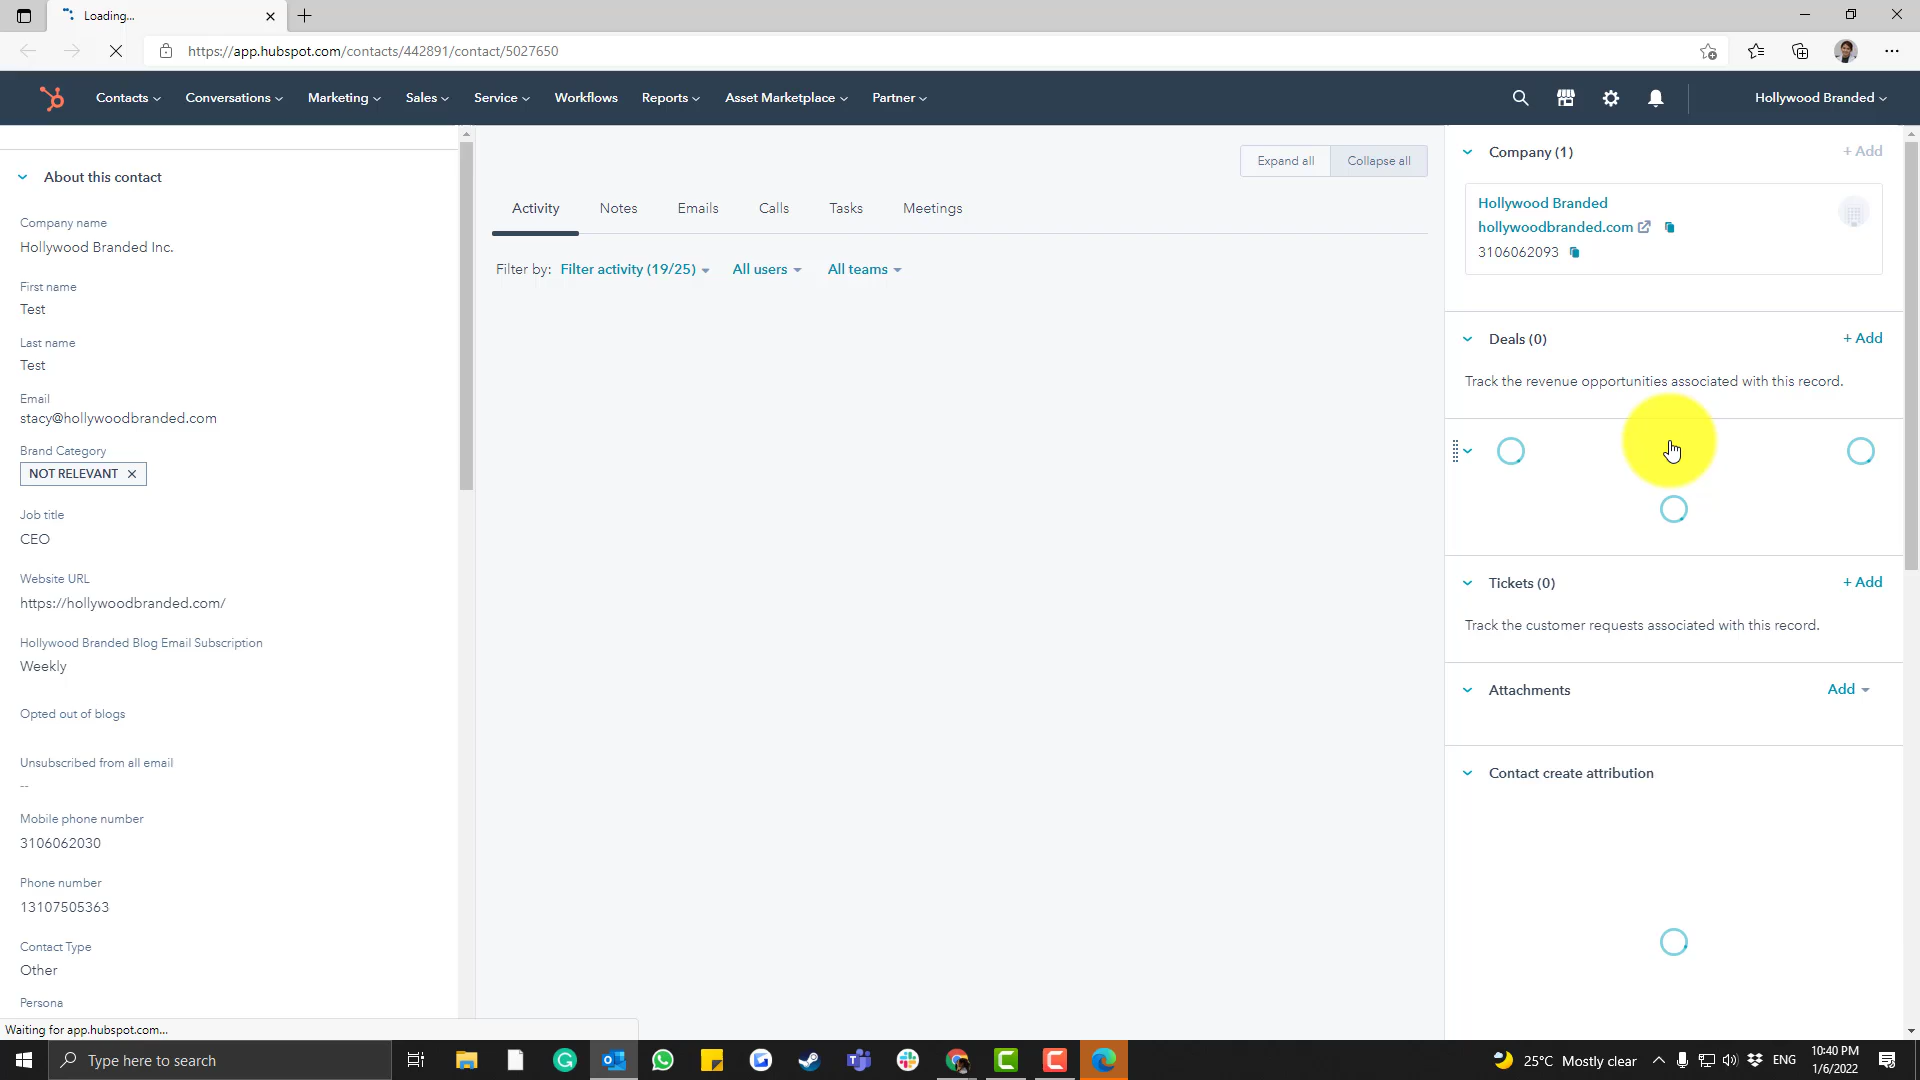 Loading...
https://app.hubspot.com/contacts/442891/contact/5027650
Contacts Conversations Marketing Sales Service Workflows Reports Asset Marketplace Partner Hollywood Branded
About this contact
Company name
Hollywood Branded Inc.
First name
Test
Last name
Test
Email
stacy@hollywoodbranded.com
Brand Category
NOT RELEVANT
Job title
CEO
Website URL
https://hollywoodbranded.com/
Hollywood Branded Blog Email Subscription
Weekly
Opted out of blogs
Unsubscribed from all email
--
Mobile phone number
3106062030
Phone number
13107505363
Contact Type
Other
Persona
Waiting for app.hubspot.com...
Expand all Collapse all
Activity Notes Emails Calls Tasks Meetings
Filter by: Filter activity (19/25) All users All teams
Company (1) + Add
Hollywood Branded
hollywoodbranded.com
3106062093
Deals (0) + Add
Track the revenue opportunities associated with this record.
Tickets (0) + Add
Track the customer requests associated with this record.
Attachments Add
Contact create attribution
Type here to search
25°C Mostly clear
ENG
10:40 PM
1/6/2022